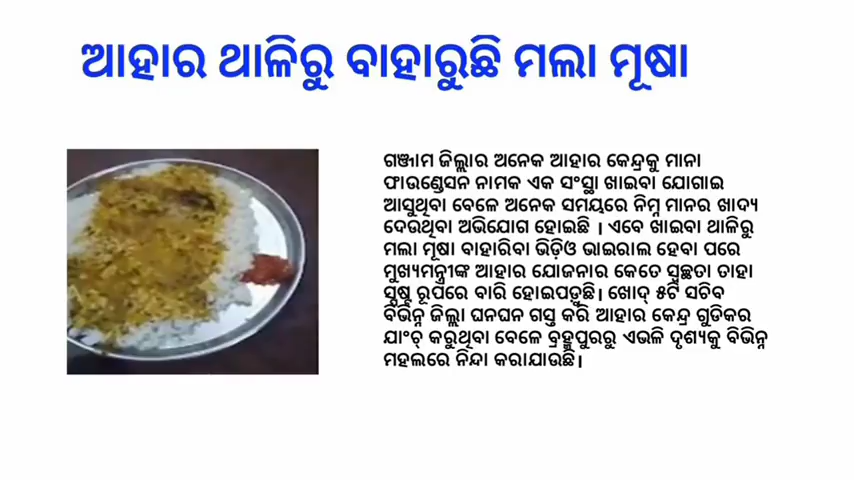 ଆହାର ଥାଳିରୁ ବାହାରୁଛି ମଲା ମୂଷା
ଗଞ୍ଜାମ ଜିଲ୍ଲାର ଅନେକ ଆହାର କେନ୍ଦ୍ରକୁ ମାନା
ଫାଉଣ୍ଡେସନ ନାମକ ଏକ ସଂସ୍ଥା ଖାଇବା ଯୋଗାଇ
ଆସୁଥିବା ବେଳେ ଅନେକ ସମୟରେ ନିମ୍ନ ମାନର ଖାଦ୍ୟ
ଦେଉଥିବା ଅଭିଯୋଗ ହୋଇଛି । ଏବେ ଖାଇବା ଥାଳିରୁ
ମଲା ମୂଷା ବାହାରିବା ଭିଡ଼ିଓ ଭାଇରାଲ ହେବା ପରେ
ମୁଖ୍ୟମନ୍ତ୍ରୀଙ୍କ ଆହାର ଯୋଜନାର କେତେ ସ୍ୱଚ୍ଛତା ତାହା
ସ୍ପଷ୍ଟ ରୂପରେ ବାରି ହୋଇପଡୁଛି। ଖୋଦ୍ ୫ଟି ସଚିବ
ବିଭିନ୍ନ ଜିଲ୍ଲା ଘନଘନ ଗସ୍ତ କରି ଆହାର କେନ୍ଦ୍ର ଗୁଡିକର
ଯାଂଚ୍ କରୁଥିବା ବେଳେ ବ୍ରହ୍ମପୁରରୁ ଏଭଳି ଦୃଶ୍ୟକୁ ବିଭିନ୍ନ
ମହଲରେ ନିନ୍ଦା କରାଯାଉଛି।